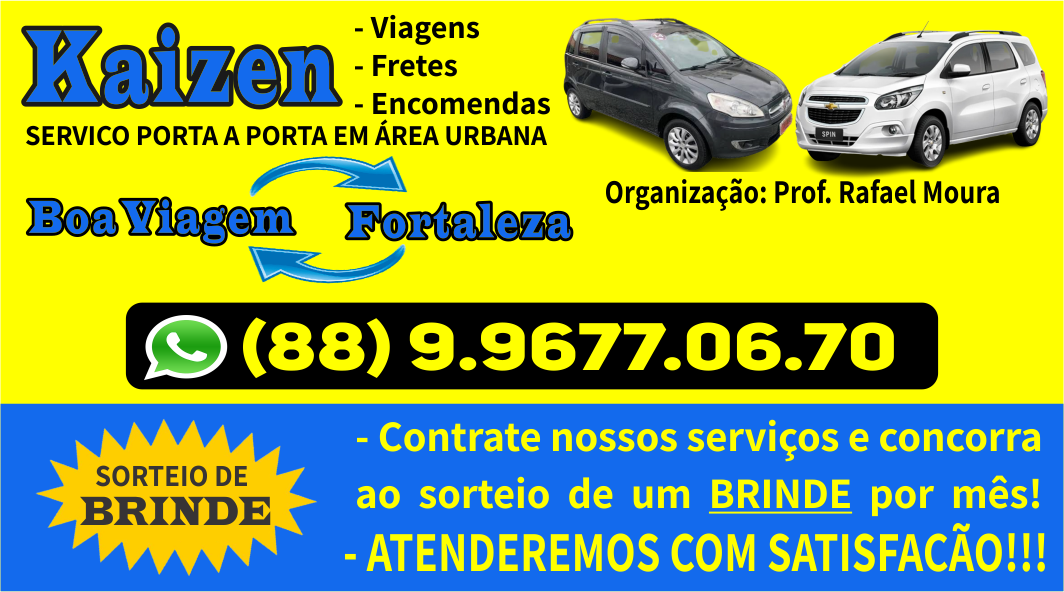 Kaizen
- Viagens
- Fretes
- Encomendas
SERVICO PORTA A PORTA EM ÁREA URBANA
Boa Viagem
Fortaleza
SPIN
Organização: Prof. Rafael Moura
(88) 9.9677.06.70
SORTEIO DE
BRINDE
- Contrate nossos serviços e concorra
ao sorteio de um BRINDE por mês!
- ATENDEREMOS COM SATISFACÃO!!!